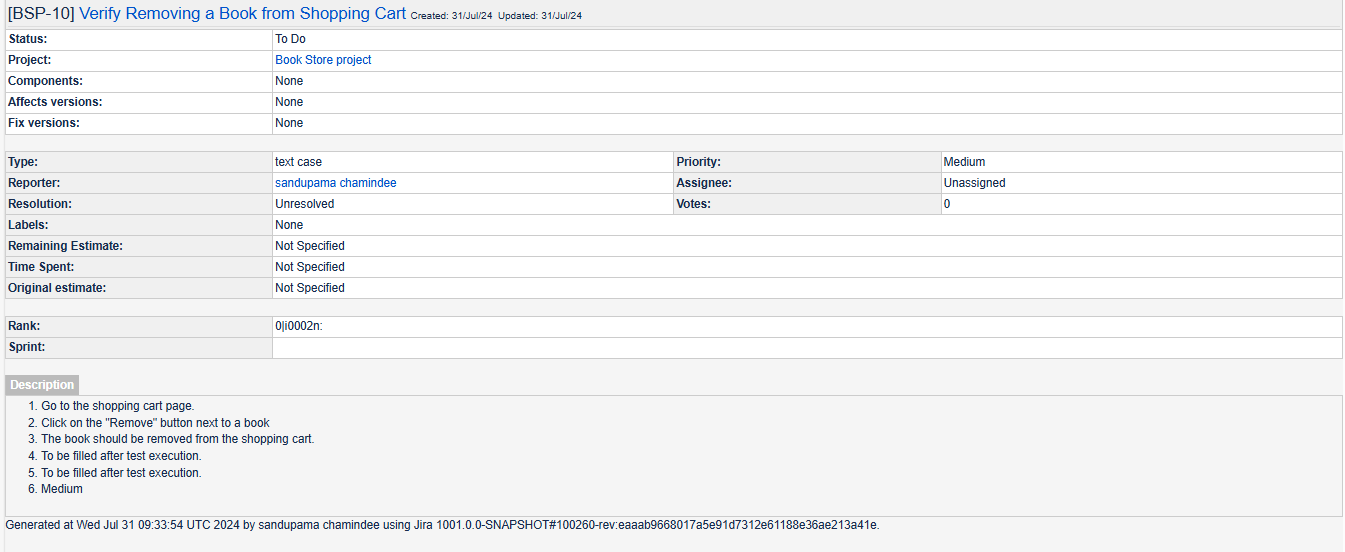 [BSP-10] Verify Removing a Book from Shopping Cart Created: 31/Jul/24 Updated: 31/Jul/24
Status: To Do
Project: Book Store project
Components: None
Affects versions: None
Fix versions: None
Type: text case Priority: Medium
Reporter: sandupama chamindee Assignee: Unassigned
Resolution: Unresolved Votes: 0
Labels: None
Remaining Estimate: Not Specified
Time Spent: Not Specified
Original estimate: Not Specified
Rank: 0|i0002n:
Sprint:
Description
1. Go to the shopping cart page.
2. Click on the "Remove" button next to a book
3. The book should be removed from the shopping cart.
4. To be filled after test execution.
5. To be filled after test execution.
6. Medium
Generated at Wed Jul 31 09:33:54 UTC 2024 by sandupama chamindee using Jira 1001.0.0-SNAPSHOT#100260-rev:eaaab9668017a5e91d7312e61188e36ae213a41e.